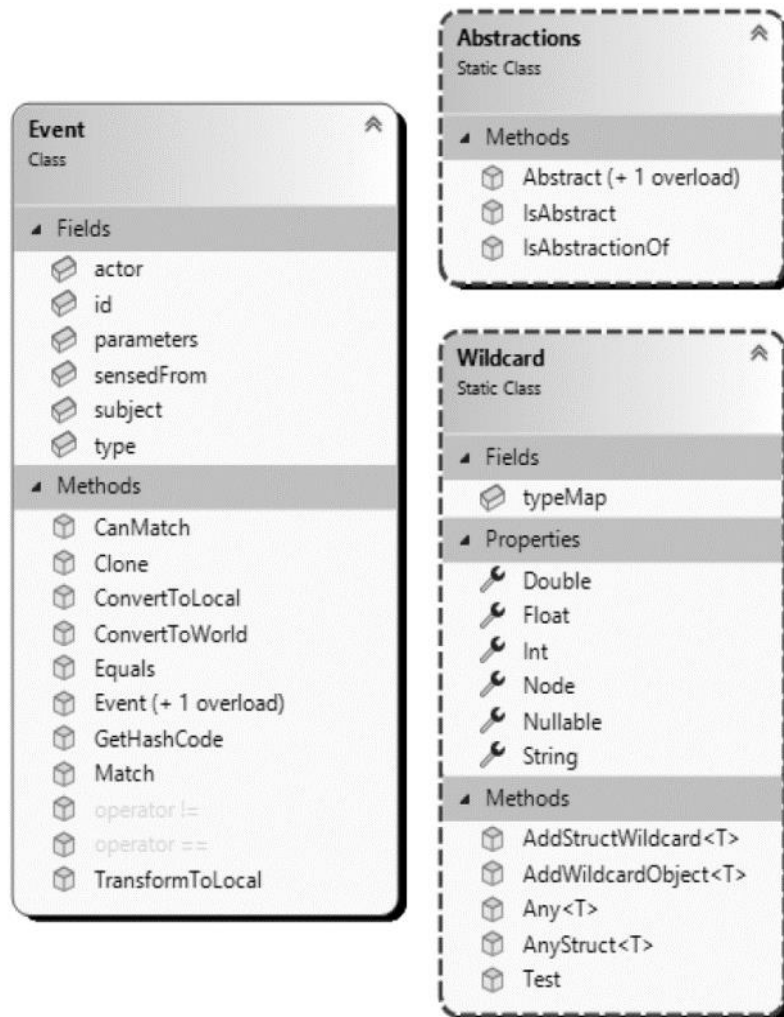 Event
Class
Fields
actor
id
parameters
sensedFrom
subject
type
Methods
CanMatch
Clone
ConvertToLocal
ConvertToWorld
Equals
Event (+ 1 overload)
GetHashCode
Match
operator !=
operator ==
TransformToLocal
Abstractions
Static Class
Methods
Abstract (+ 1 overload)
IsAbstract
IsAbstractionOf
Wildcard
Static Class
Fields
typeMap
Properties
Double
Float
Int
Node
Nullable
String
Methods
AddStructWildcard<T>
AddWildcardObject<T>
Any<T>
AnyStruct<T>
Test